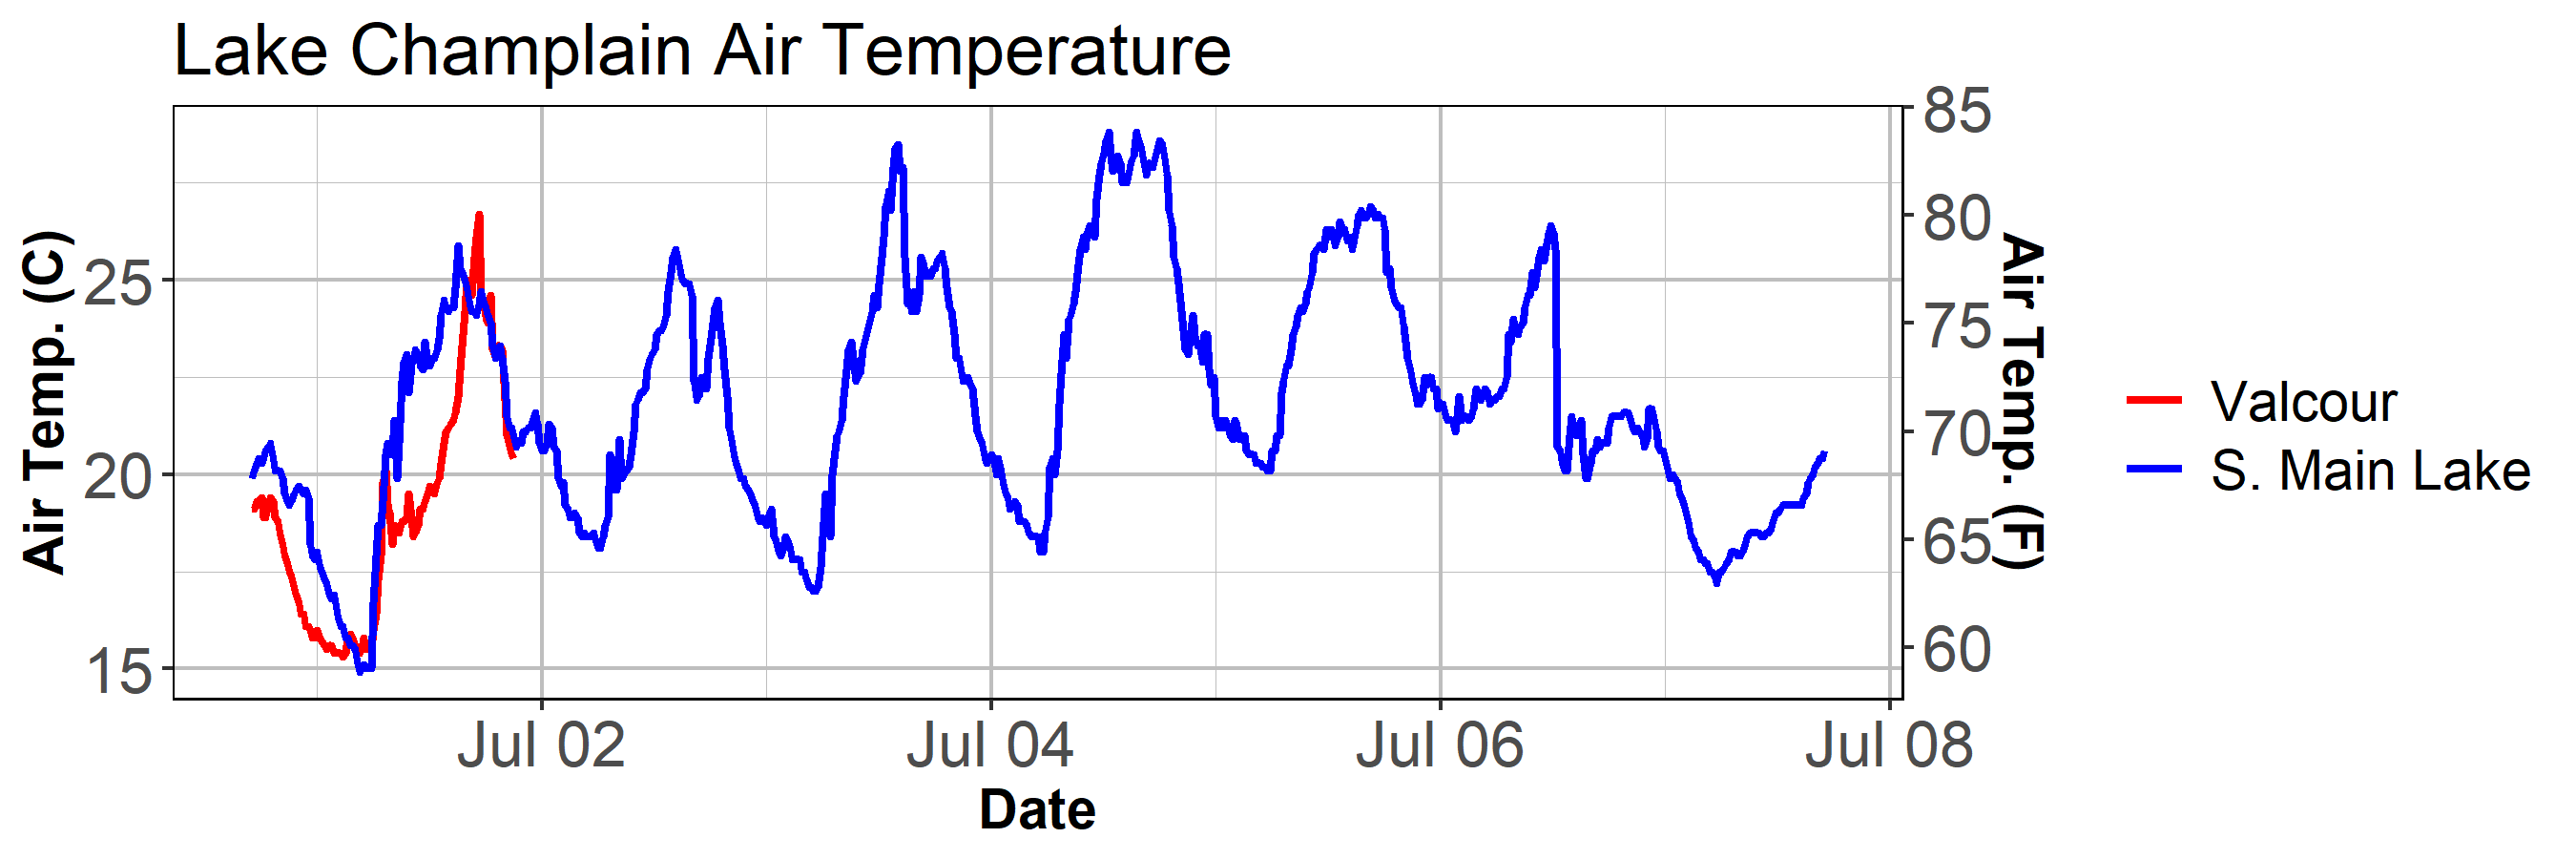 Lake Champlain Air Temperature
Air Temp. (C)
25
20
15
85
80
75
70
65
60
Air Temp. (F)
Jul 02
Jul 04
Jul 06
Jul 08
Date
Valcour
S. Main Lake